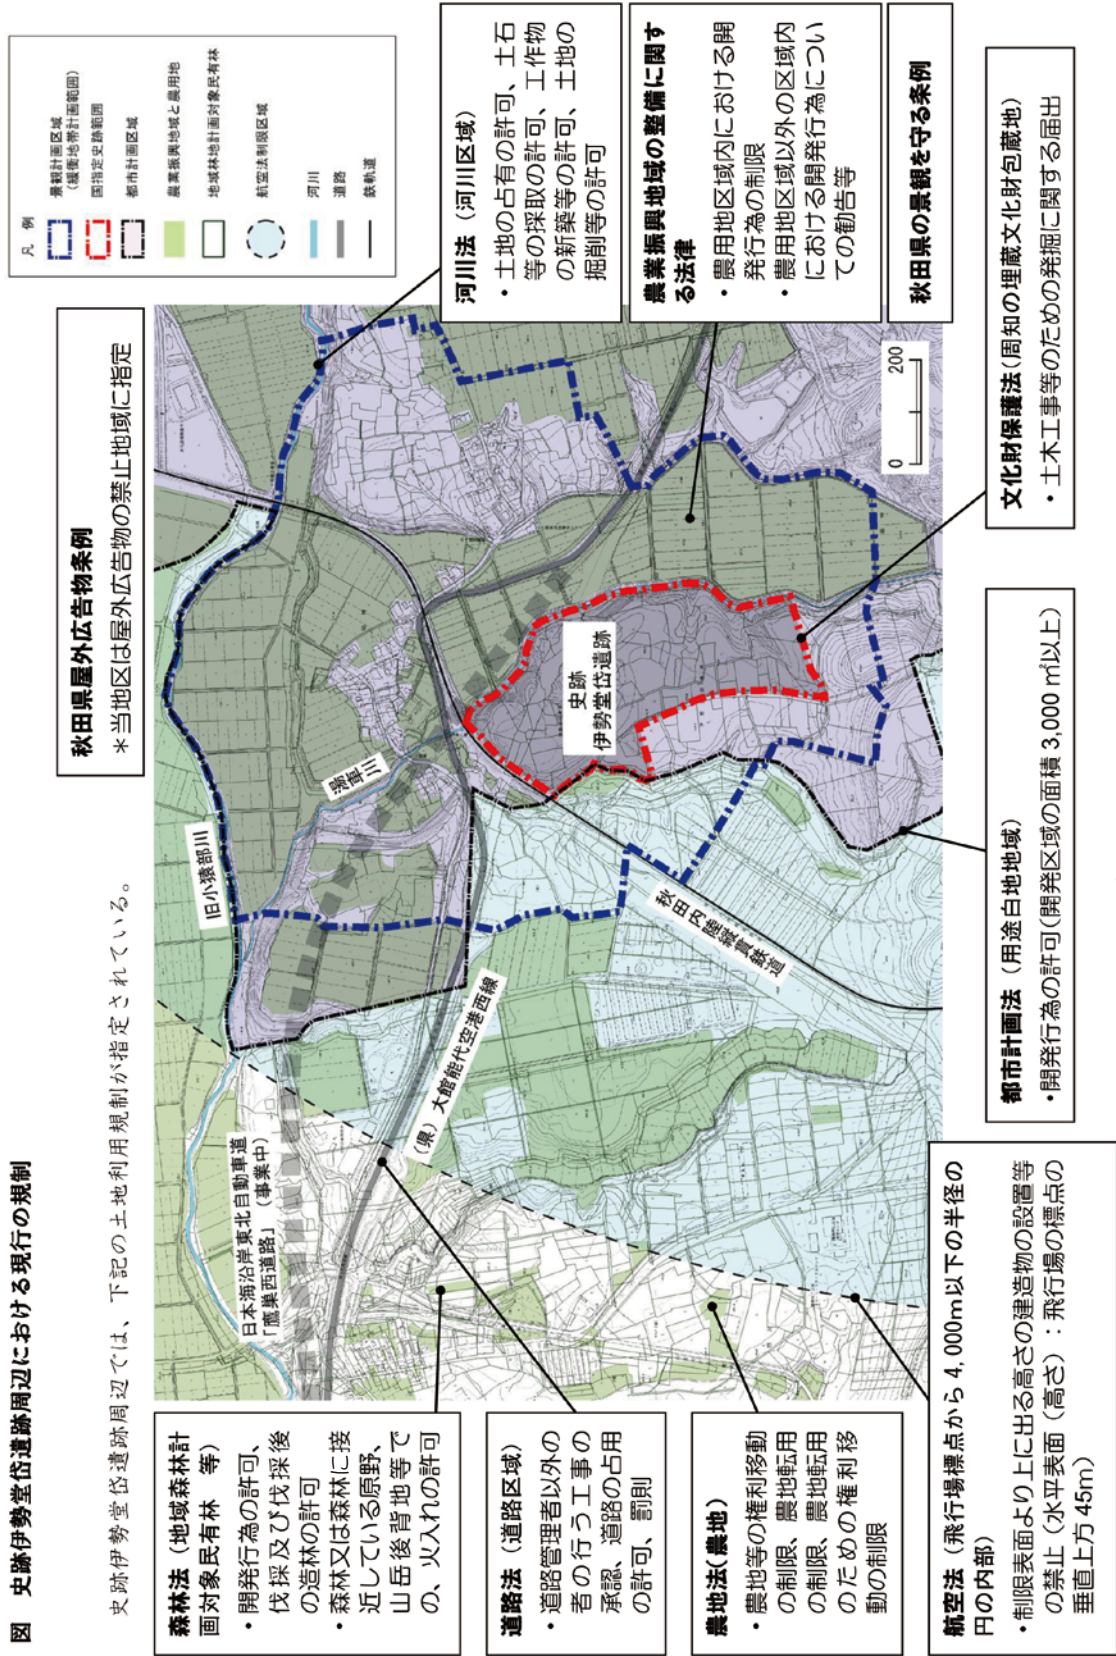 図　史跡伊勢堂岱遺跡周辺における現行の規制
史跡伊勢堂岱遺跡周辺では、下記の土地利用規制が指定されている。
秋田県屋外広告物条例
＊当地区は屋外広告物の禁止地域に指定
凡　例
景観計画区域
（緩衝地帯計画範囲）
国指定史跡範囲
都市計画区域
農業振興地域と農用地
地域林地計画対象民有林
航空法制限区域
河川
道路
鉄軌道
森林法（地域森林計
画対象民有林　等）
・開発行為の許可、
伐採及び伐採後
の造林の許可
・森林又は森林に接
近している原野、
山岳後背地等で
の、火入れの許可
道路法（道路区域）
・道路管理者以外の
者の行う工事の
承認、道路の占用
の許可、罰則
農地法(農地)
・農地等の権利移動
の制限、農地転用
の制限、農地転用
のための権利移
動の制限
航空法（飛行場標点から 4,000m以下の半径の
円の内部）
・制限表面より上に出る高さの建造物の設置等
の禁止（水平表面（高さ）：飛行場の標点の
垂直上方 45m）
日本海沿岸東北自動車道
「鷹巣西道路」（事業中）
（県）大館能代空港西線
旧小猿部川
湯車川
秋田内陸縦貫鉄道
史跡
伊勢堂岱遺跡
0
200
河川法（河川区域）
・土地の占有の許可、土石
等の採取の許可、工作物
の新築等の許可、土地の
掘削等の許可
農業振興地域の整備に関す
る法律
・農用地区域内における開
発行為の制限
・農用地区域以外の区域内
における開発行為につい
ての勧告等
秋田県の景観を守る条例
都市計画法（用途白地地域）
・開発行為の許可(開発区域の面積 3,000 ㎡以上)
文化財保護法(周知の埋蔵文化財包蔵地)
・土木工事等のための発掘に関する届出